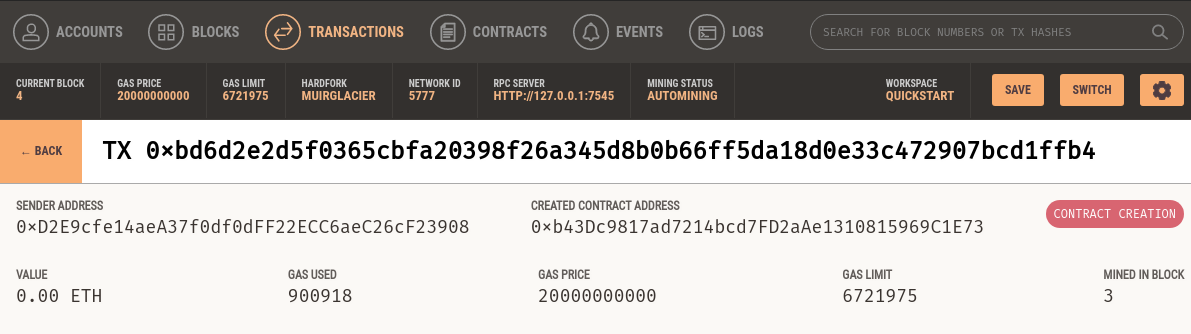 ACCOUNTS BLOCKS TRANSACTIONS CONTRACTS EVENTS LOGS SEARCH FOR BLOCK NUMBERS OR TX HASHES
CURRENT BLOCK GAS PRICE GAS LIMIT HARDFORK NETWORK ID RPC SERVER MINING STATUS WORKSPACE
4 20000000000 6721975 MUIRGLACIER 5777 HTTP://127.0.0.1:7545 AUTOMINING QUICKSTART SAVE SWITCH
← BACK TX 0×bd6d2e2d5f0365cbfa20398f26a345d8b0b66ff5da18d0e33c472907bcd1ffb4
SENDER ADDRESS CREATED CONTRACT ADDRESS
0×D2E9cfe14aeA37f0df0dFF22ECC6aeC26cF23908 0×b43Dc9817ad7214bcd7FD2aAe1310815969C1E73 CONTRACT CREATION
VALUE GAS USED GAS PRICE GAS LIMIT MINED IN BLOCK
0.00 ETH 900918 20000000000 6721975 3